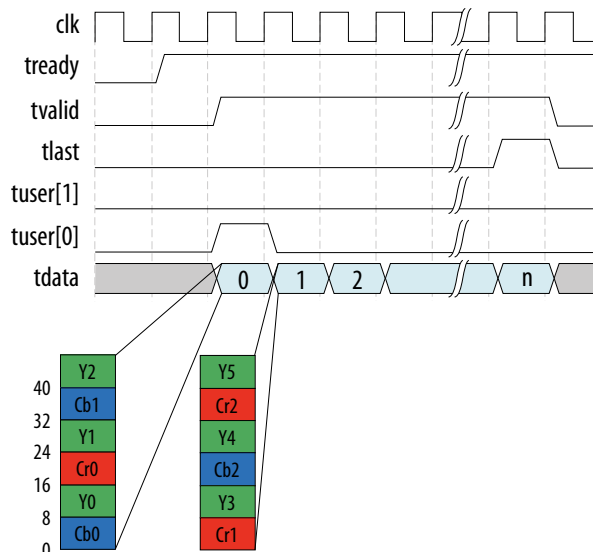 clk
tready
tvalid
tlast
tuser[1]
tuser[0]
tdata 0 1 2 n
Y2 Y5
40
Cb1 Cr2
32
Y1 Y4
24
Cr0 Cb2
16
Y0 Y3
8
Cb0 Cr1
0